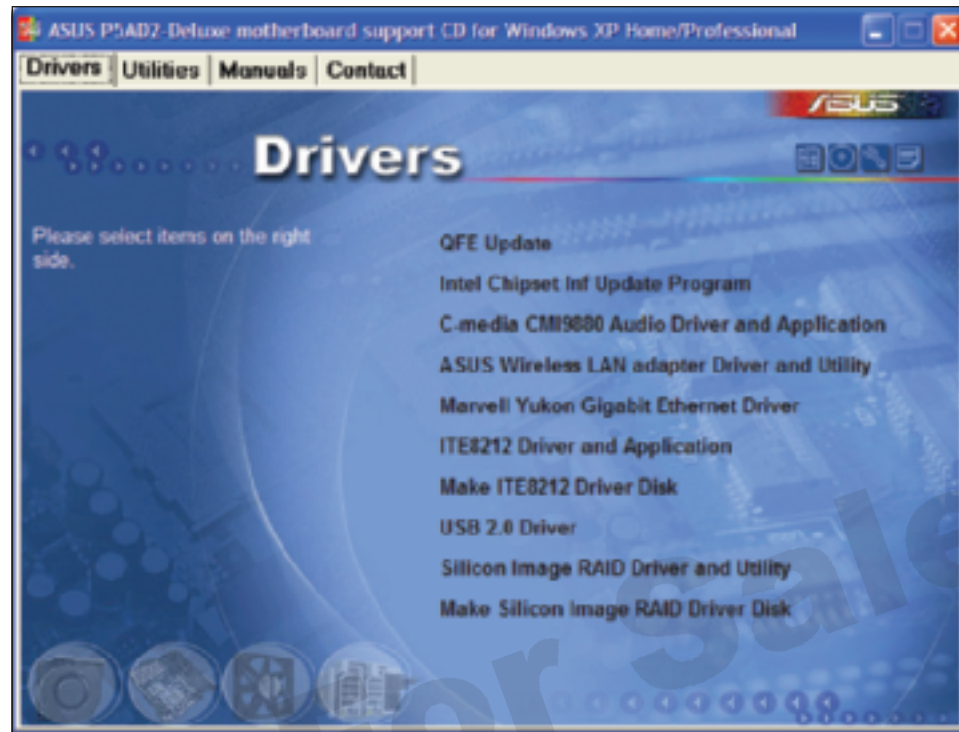 ASUS P5AD2-Deluxe motherboard support CD for Windows XP Home/Professional
Drivers Utilities Manuals Contact
ASUS
Drivers
Please select items on the right
side.
QFE Update
Intel Chipset Inf Update Program
C-media CMI9880 Audio Driver and Application
ASUS Wireless LAN adapter Driver and Utility
Marvell Yukon Gigabit Ethernet Driver
ITE8212 Driver and Application
Make ITE8212 Driver Disk
USB 2.0 Driver
Silicon Image RAID Driver and Utility
Make Silicon Image RAID Driver Disk
or Sale